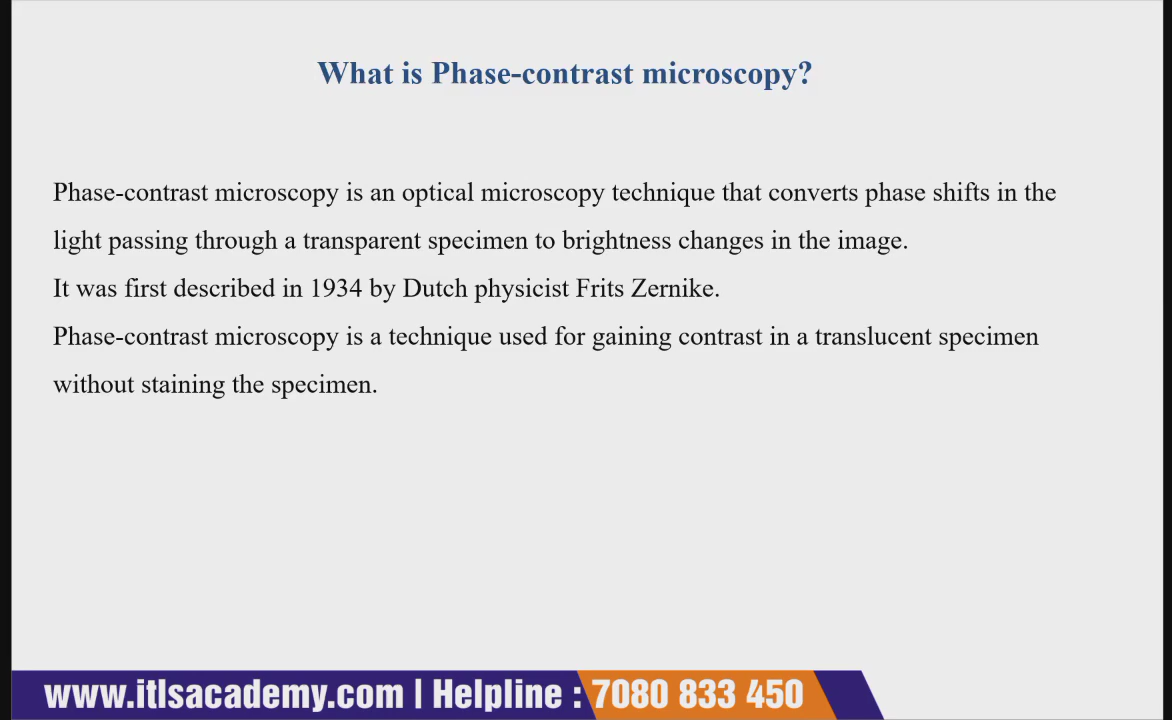 What is Phase-contrast microscopy?
Phase-contrast microscopy is an optical microscopy technique that converts phase shifts in the
light passing through a transparent specimen to brightness changes in the image.
It was first described in 1934 by Dutch physicist Frits Zernike.
Phase-contrast microscopy is a technique used for gaining contrast in a translucent specimen
without staining the specimen.
www.itlsacademy.com | Helpline : 7080 833 450